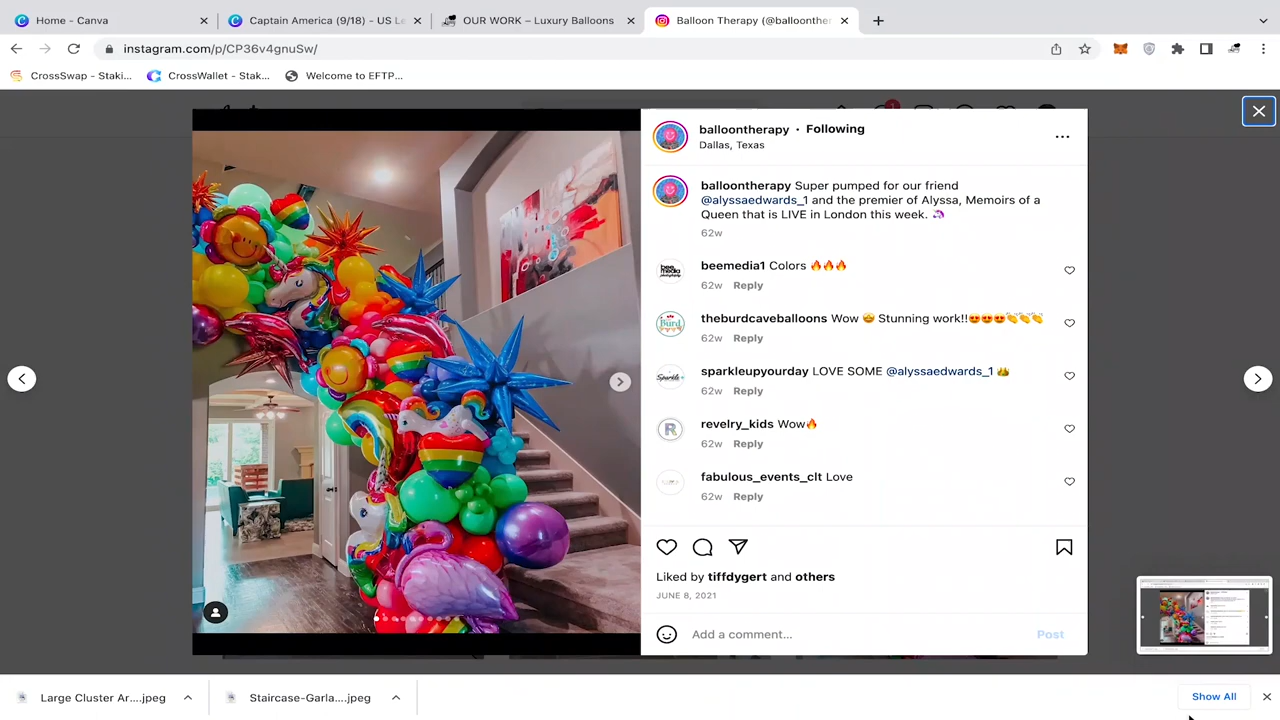 Home - Canva
Captain America (9/18) - US Le
OUR WORK – Luxury Balloons
Balloon Therapy (@balloonther
instagram.com/p/CP36v4gnuSw/
CrossSwap - Staki...
CrossWallet - Stak...
Welcome to EFTP...
balloontherapy • Following
Dallas, Texas
balloontherapy Super pumped for our friend
@alyssaedwards_1 and the premier of Alyssa, Memoirs of a
Queen that is LIVE in London this week. 🦄
62w
beemedia1 Colors 🔥🔥🔥
62w Reply
theburdcaveballoons Wow 🤩 Stunning work!!😍😍😍👏👏👏
62w Reply
sparkleupyourday LOVE SOME @alyssaedwards_1 👑
62w Reply
revelry_kids Wow🔥
62w Reply
fabulous_events_clt Love
62w Reply
Liked by tiffdygert and others
JUNE 8, 2021
Add a comment...
Post
Large Cluster Ar....jpeg
Staircase-Garla....jpeg
Show All